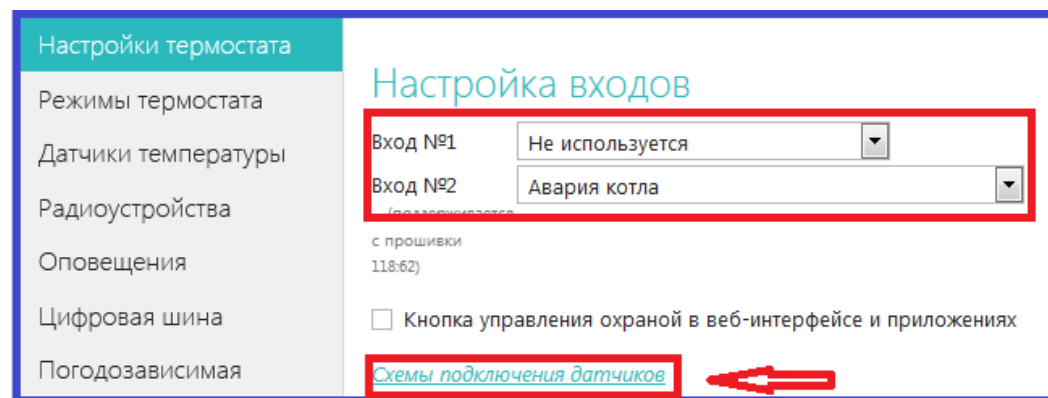 Настройки термостата
Режимы термостата
Датчики температуры
Радиоустройства
Оповещения
Цифровая шина
Погодозависимая
Настройка входов
Вход №1 Не используется
Вход №2 Авария котла
(поддерживается
с прошивки
118:62)
Кнопка управления охраной в веб-интерфейсе и приложениях
Схемы подключения датчиков